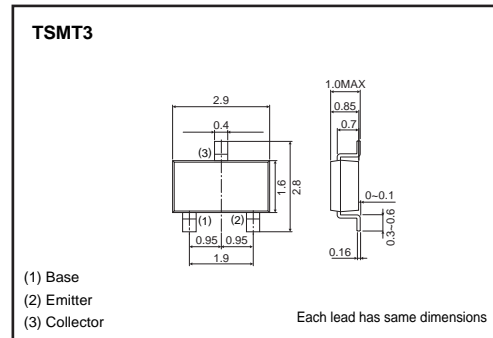 TSMT3
1.0MAX
2.9
0.85
0.4
0.7
(3)
1.6
2.8
0~0.1
(1)
(2)
0.3~0.6
0.95
0.95
0.16
1.9
(1) Base
(2) Emitter
(3) Collector
Each lead has same dimensions